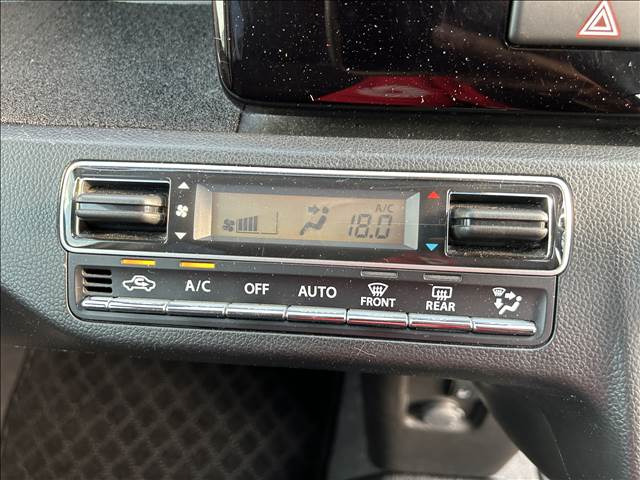 A/C
18.0
A/C
OFF
AUTO
FRONT
REAR